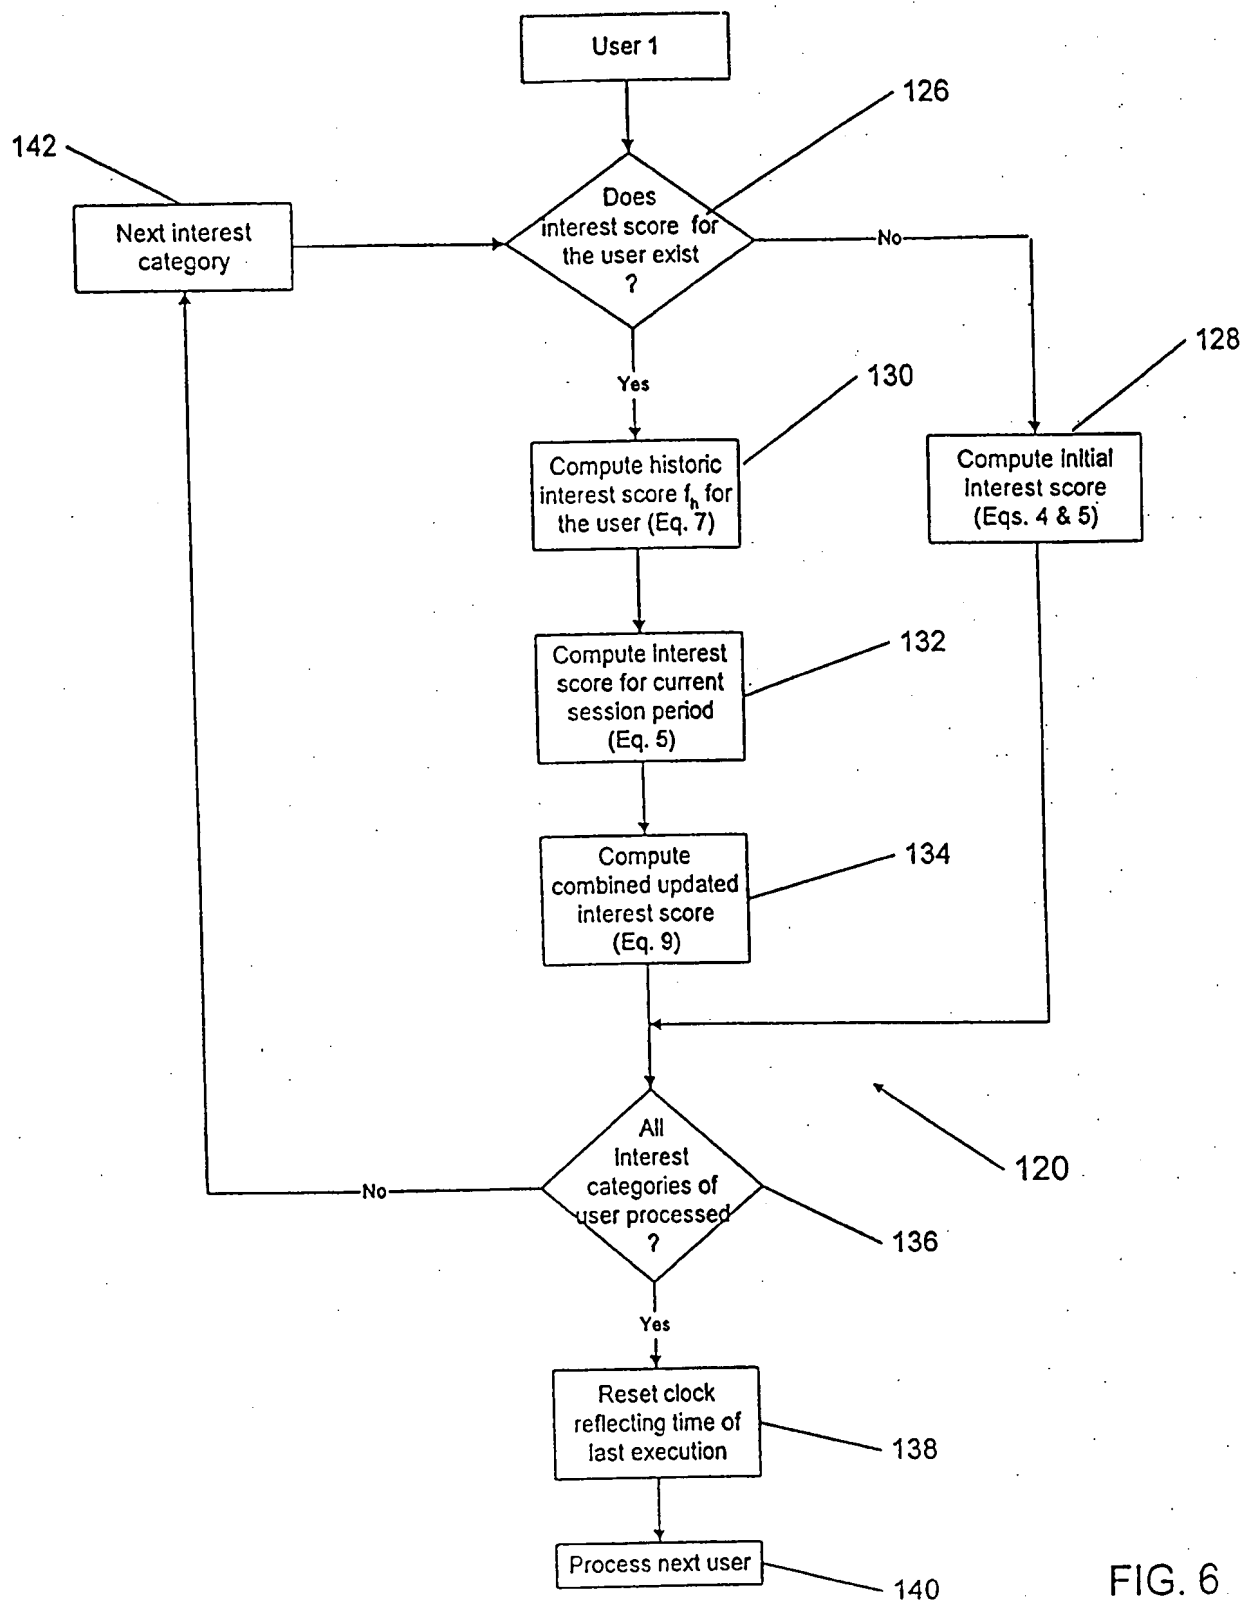 User 1
126
142
Does
interest score for
the user exist
?
Next interest
category
No
128
Yes
130
Compute historic
interest score fh for
the user (Eq. 7)
Compute initial
interest score
(Eqs. 4 & 5)
132
Compute interest
score for current
session period
(Eq. 5)
134
Compute
combined updated
interest score
(Eq. 9)
All
interest
categories of
user processed
?
120
No
136
Yes
Reset clock
reflecting time of
last execution
138
Process next user
140
FIG. 6